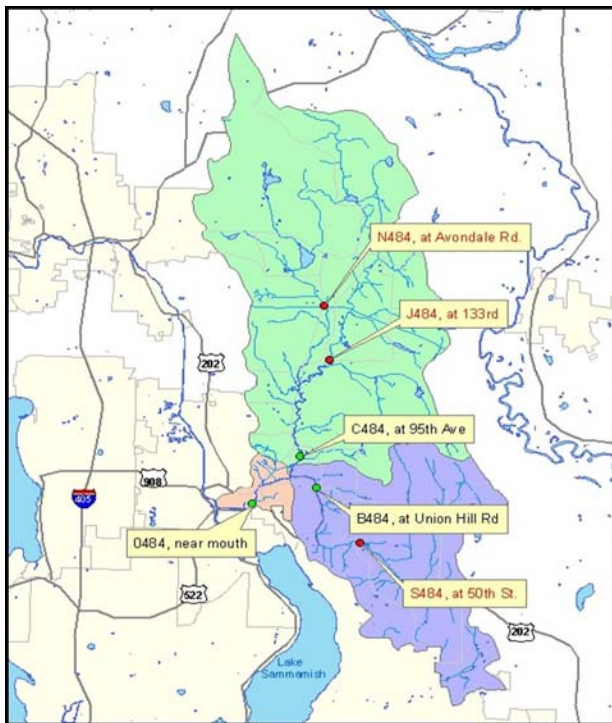 N484, at Avondale Rd.
J484, at 133rd
202
C484, at 95th Ave
908
405
B484, at Union Hill Rd
0484, near mouth
S484, at 50th St.
522
202
Lake
Sammamish